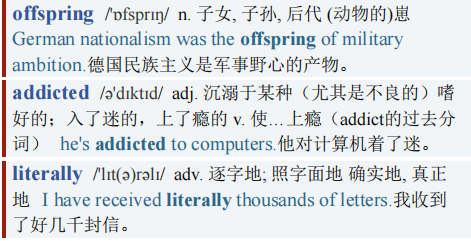 offspring /'ɒfsprɪŋ/ n. 子女, 子孙, 后代 (动物的)崽
German nationalism was the offspring of military
ambition.德国民族主义是军事野心的产物。
addicted /ə'dɪktɪd/ adj. 沉溺于某种（尤其是不良的）嗜
好的；入了迷的，上了瘾的 v. 使…上瘾（addict的过去分
词） he's addicted to computers.他对计算机着了迷。
literally /'lɪt(ə)rəlɪ/ adv. 逐字地; 照字面地 确实地, 真正
地 I have received literally thousands of letters.我收到
了好几千封信。